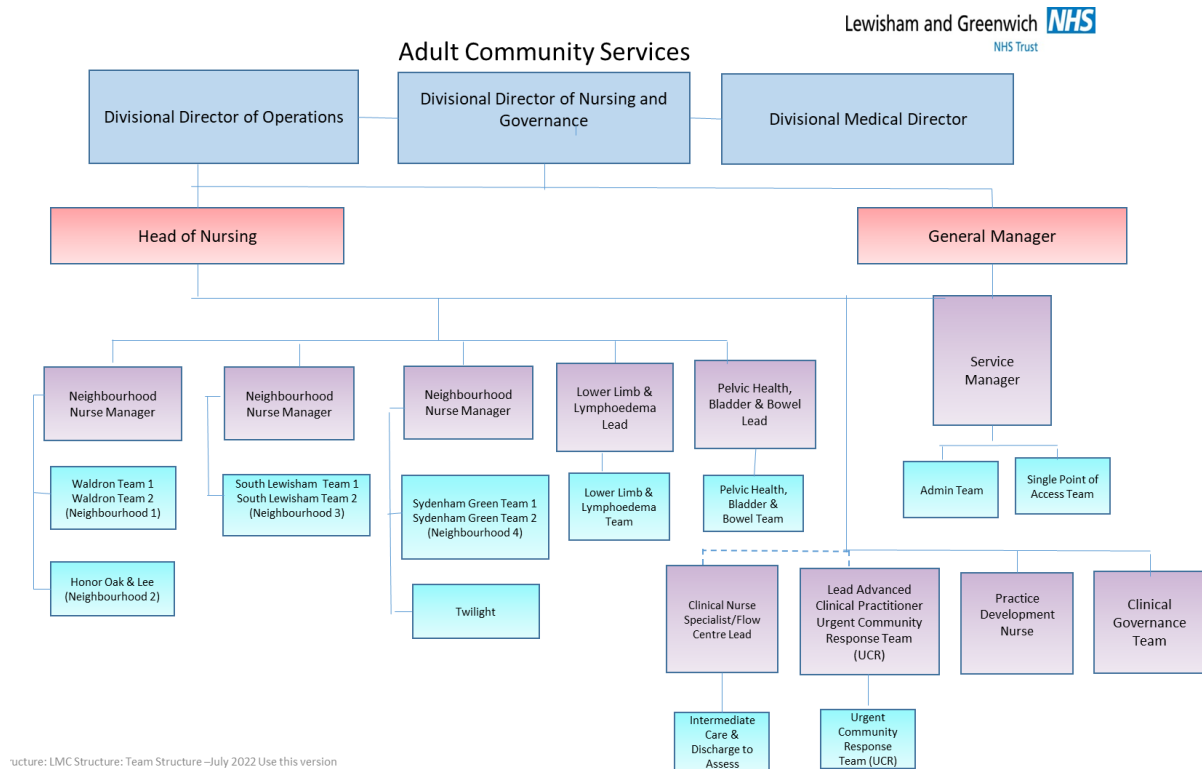 Lewisham and Greenwich NHS
NHS Trust
Adult Community Services
Divisional Director of Operations
Divisional Director of Nursing and
Governance
Divisional Medical Director
Head of Nursing
General Manager
Neighbourhood
Nurse Manager
Neighbourhood
Nurse Manager
Neighbourhood
Nurse Manager
Lower Limb &
Lymphoedema
Lead
Pelvic Health,
Bladder & Bowel
Lead
Service
Manager
Waldron Team 1
Waldron Team 2
(Neighbourhood 1)
South Lewisham Team 1
South Lewisham Team 2
(Neighbourhood 3)
Sydenham Green Team 1
Sydenham Green Team 2
(Neighbourhood 4)
Lower Limb &
Lymphoedema
Team
Pelvic Health,
Bladder &
Bowel Team
Admin Team
Single Point of
Access Team
Honor Oak & Lee
(Neighbourhood 2)
Twilight
Clinical Nurse
Specialist/Flow
Centre Lead
Lead Advanced
Clinical Practitioner
Urgent Community
Response Team
(UCR)
Practice
Development
Nurse
Clinical
Governance
Team
Intermediate
Care &
Discharge to
Assess
Urgent
Community
Response
Team (UCR)
ucture: LMC Structure: Team Structure –July 2022 Use this version